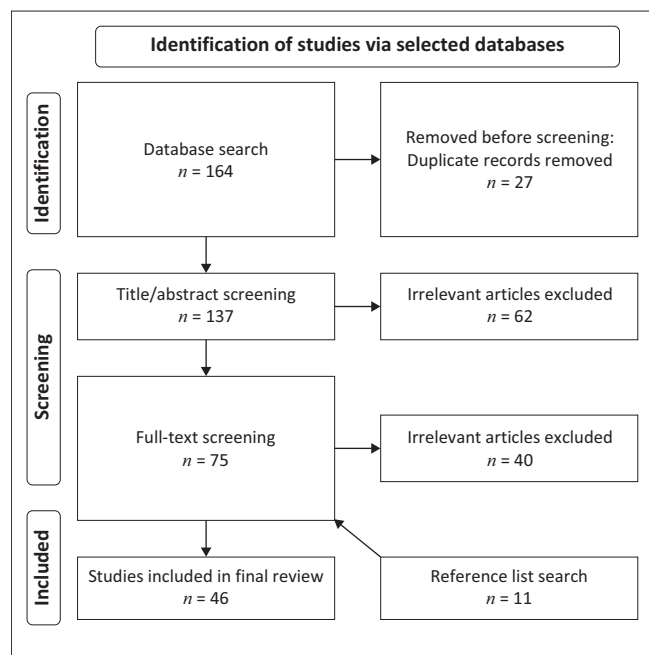 Identification of studies via selected databases
Identification
Database search
n = 164
Removed before screening:
Duplicate records removed
n = 27
Screening
Title/abstract screening
n = 137
Irrelevant articles excluded
n = 62
Full-text screening
n = 75
Irrelevant articles excluded
n = 40
Included
Studies included in final review
n = 46
Reference list search
n = 11